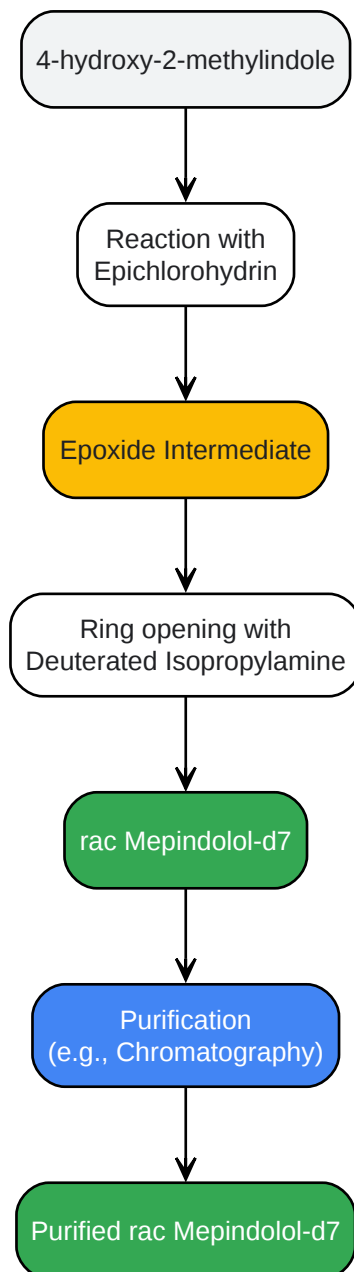 4-hydroxy-2-methylindole
Reaction with
Epichlorohydrin
Epoxide Intermediate
Ring opening with
Deuterated Isopropylamine
rac Mepindolol-d7
Purification
(e.g., Chromatography)
Purified rac Mepindolol-d7